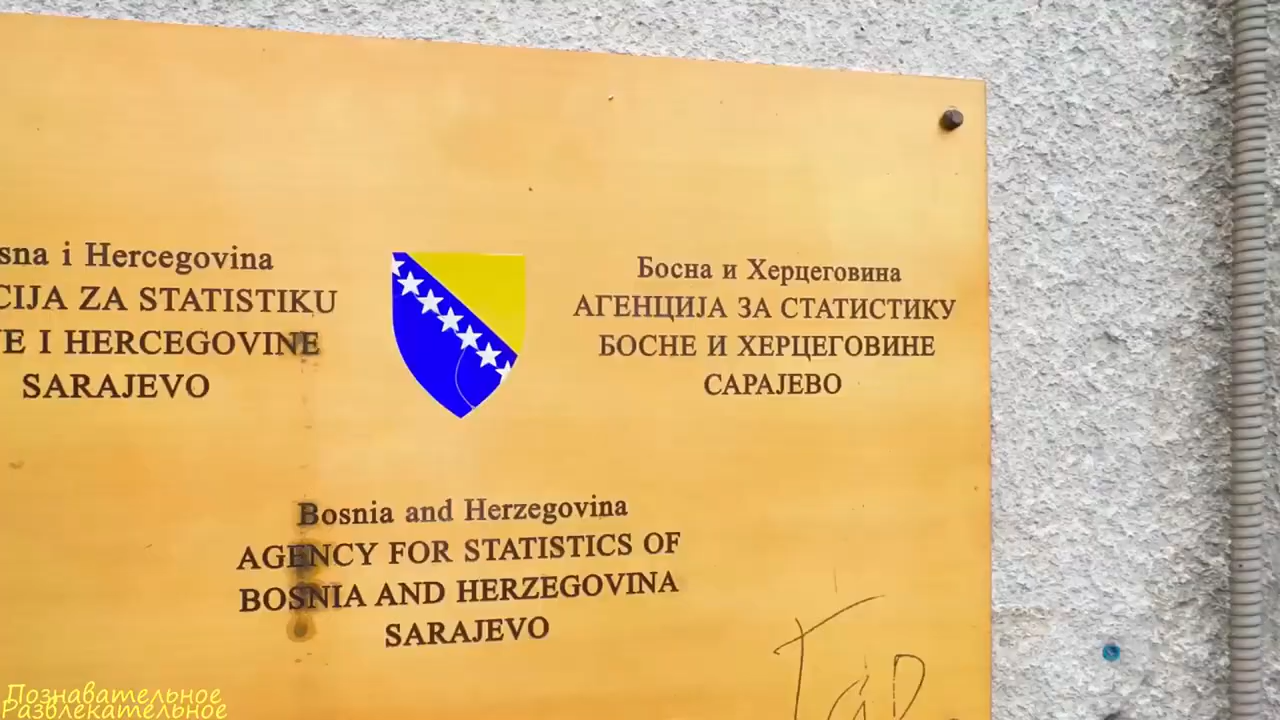 sna i Hercegovina
CIJA ZA STATISTIKU
E I HERCEGOVINE
SARAJEVO
Босна и Херцеговина
АГЕНЦИЈА ЗА СТАТИСТИКУ
БОСНЕ И ХЕРЦЕГОВИНЕ
САРАЈЕВО
Bosnia and Herzegovina
AGENCY FOR STATISTICS OF
BOSNIA AND HERZEGOVINA
SARAJEVO
Познавательное
Развлекательное